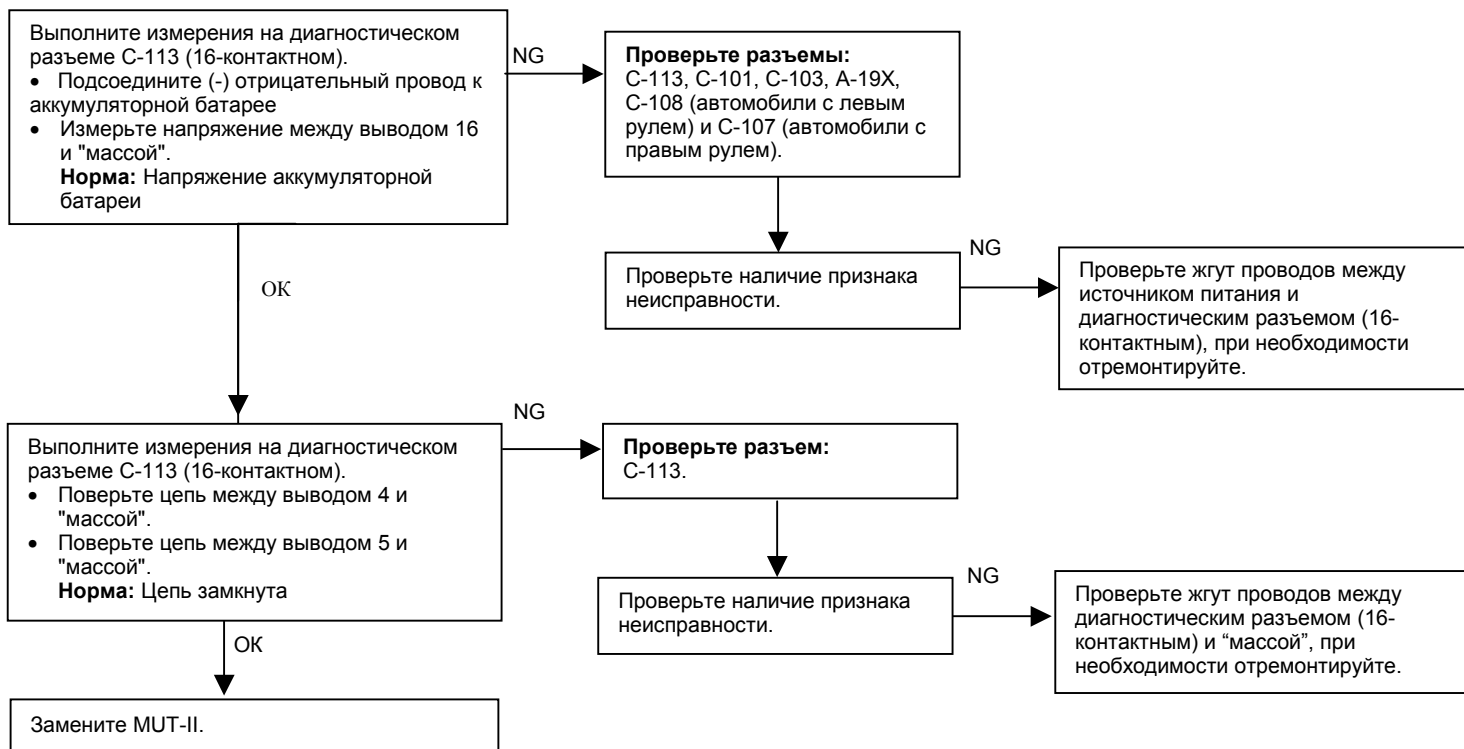 Выполните измерения на диагностическом
разъеме С-113 (16-контактном).
• Подсоедините (-) отрицательный провод к
аккумуляторной батарее
• Измерьте напряжение между выводом 16
и "массой".
Норма: Напряжение аккумуляторной
батареи
NG
Проверьте разъемы:
С-113, С-101, С-103, А-19Х,
С-108 (автомобили с левым
рулем) и С-107 (автомобили с
правым рулем).
Проверьте наличие признака
неисправности.
NG
Проверьте жгут проводов между
источником питания и
диагностическим разъемом (16-
контактным), при необходимости
отремонтируйте.
ОК
Выполните измерения на диагностическом
разъеме С-113 (16-контактном).
• Поверьте цепь между выводом 4 и
"массой".
• Поверьте цепь между выводом 5 и
"массой".
Норма: Цепь замкнута
NG
Проверьте разъем:
С-113.
Проверьте наличие признака
неисправности.
NG
Проверьте жгут проводов между
диагностическим разъемом (16-
контактным) и “массой”, при
необходимости отремонтируйте.
ОК
Замените MUT-II.